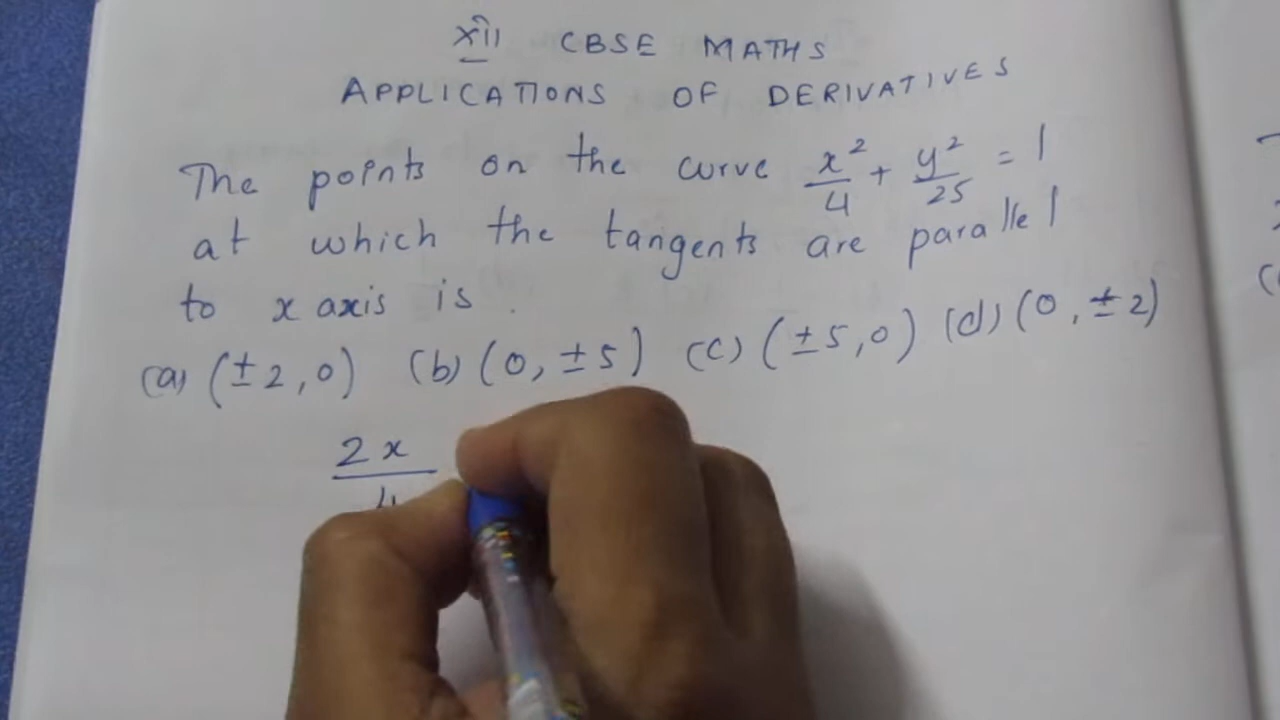 XII CBSE MATHS
APPLICATIONS OF DERIVATIVES
The points on the curve x²/4 + y²/25 = 1
at which the tangents are parallel
to x axis is.
(a) (±2, 0) (b) (0, ±5) (c) (±5, 0) (d) (0, ±2)
2x/4